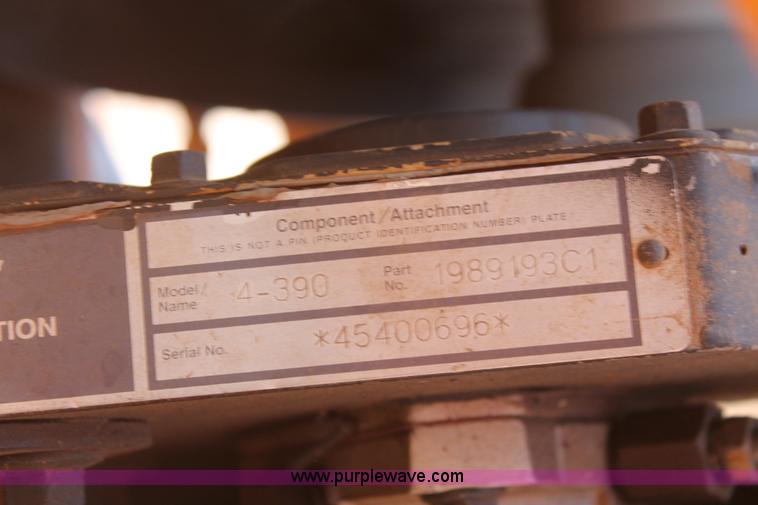 Component/Attachment
THIS IS NOT A PIN (PRODUCT IDENTIFICATION NUMBER) PLATE
Model/
Name
4-390
Part
No.
1989193C1
Serial No.
*45400696*
TION
www.purplewave.com